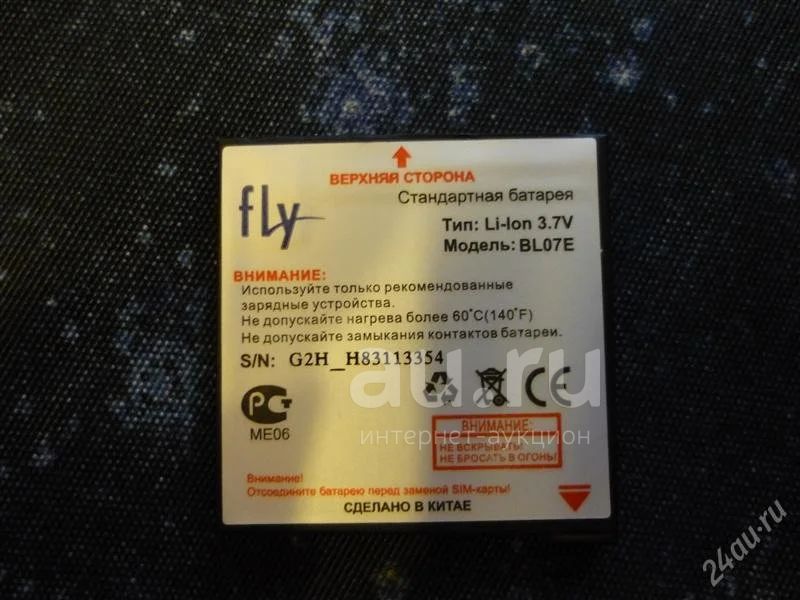 ВЕРХНЯЯ СТОРОНА
Стандартная батарея
fly
Тип: Li-Ion 3.7V
Модель: BL07E
ВНИМАНИЕ:
Используйте только рекомендованные
зарядные устройства.
Не допускайте нагрева более 60°C(140°F)
Не допускайте замыкания контактов батареи.
S/N: G2H_H83113354
au.ru
интернет-аукцион
РСТ
CE
ME06
ВНИМАНИЕ:
НЕ ВСКРЫВАТЬ!
НЕ БРОСАТЬ В ОГОНЬ!
Внимание!
Отсоедините батарею перед заменой SIM-карты!
СДЕЛАНО В КИТАЕ
24au.ru